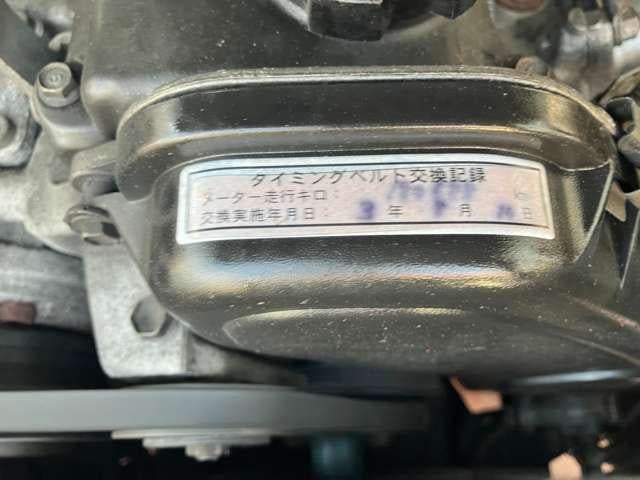 タイミングベルト交換記録
メーター走行キロ：
交換実施年月日： 3 年 月 日